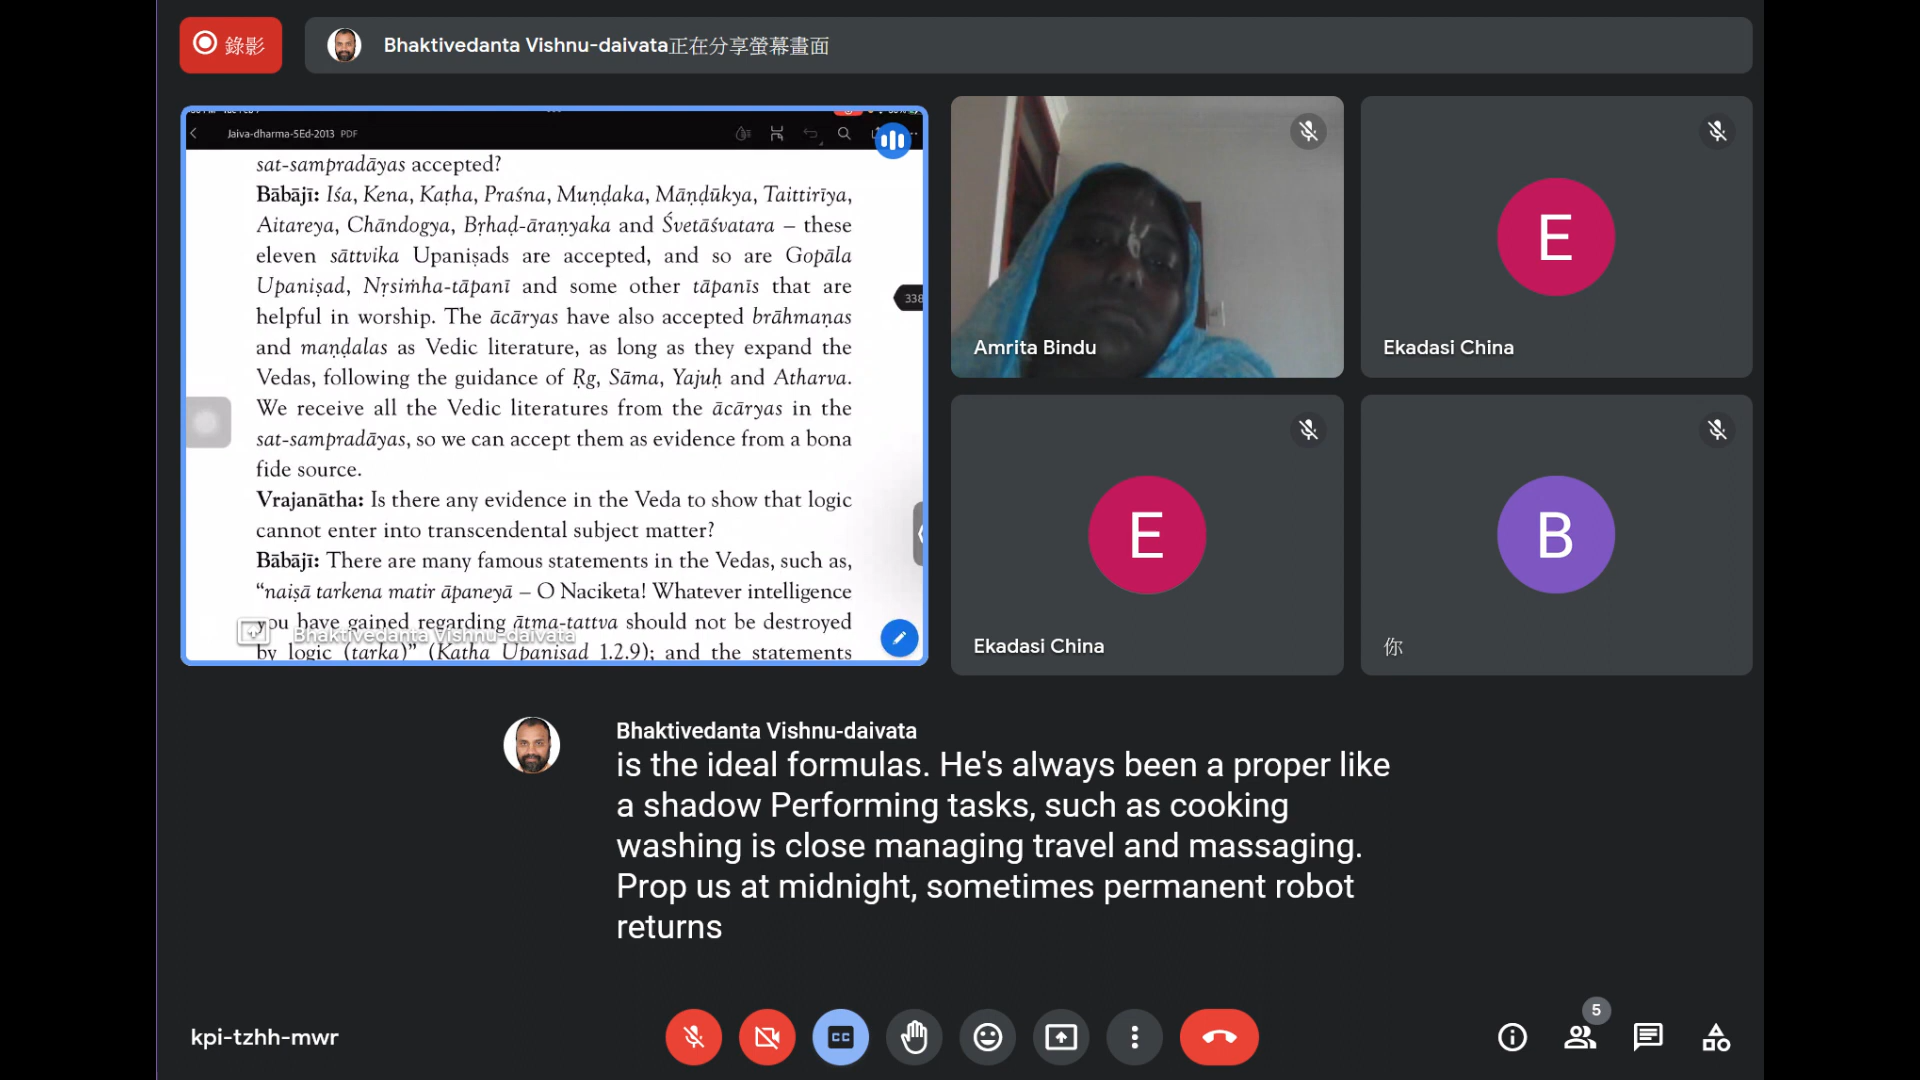 錄影
Bhaktivedanta Vishnu-daivata正在分享螢幕畫面
Jaiva-dharma-5Ed-2013 PDF
sat-sampradāyas accepted?
Bābājī: Iśa, Kena, Kaṭha, Praśna, Muṇḍaka, Māṇḍūkya, Taittirīya,
Aitareya, Chāndogya, Bṛhad-āraṇyaka and Śvetāśvatara – these
eleven sāttvika Upaniṣads are accepted, and so are Gopāla
Upaniṣad, Nṛsiṁha-tāpanī and some other tāpanīs that are
helpful in worship. The ācāryas have also accepted brāhmaṇas
and maṇḍalas as Vedic literature, as long as they expand the
Vedas, following the guidance of Ṛg, Sāma, Yajuḥ and Atharva.
We receive all the Vedic literatures from the ācāryas in the
sat-sampradāyas, so we can accept them as evidence from a bona
fide source.
Vrajanātha: Is there any evidence in the Veda to show that logic
cannot enter into transcendental subject matter?
Bābājī: There are many famous statements in the Vedas, such as,
“naiṣā tarkena matir āpaneyā – O Naciketa! Whatever intelligence
you have gained regarding ātma-tattva should not be destroyed
by logic (tarka)” (Kaṭha Upaniṣad 1.2.9); and the statements
338
Bhaktivedanta Vishnu-daivata
Amrita Bindu
E
Ekadasi China
E
Ekadasi China
B
你
Bhaktivedanta Vishnu-daivata
is the ideal formulas. He's always been a proper like
a shadow Performing tasks, such as cooking
washing is close managing travel and massaging.
Prop us at midnight, sometimes permanent robot
returns
kpi-tzhh-mwr
CC
5